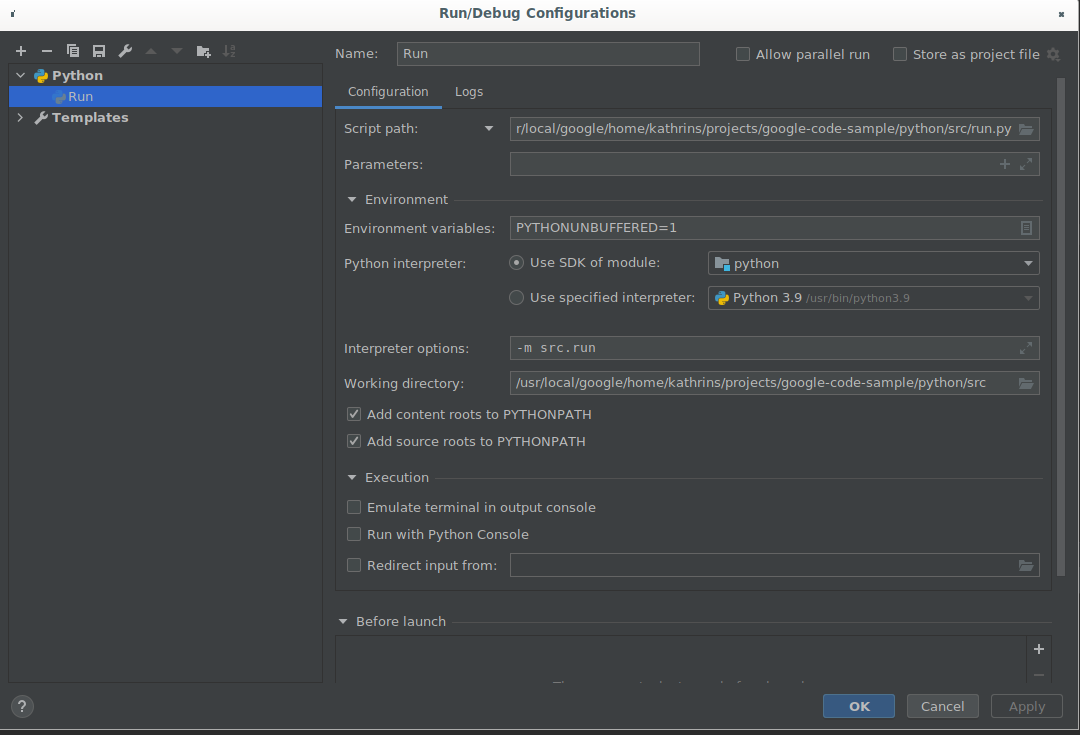 Run/Debug Configurations
Name: Run Allow parallel run Store as project file
Python
Run
Templates
Configuration Logs
Script path: r/local/google/home/kathrins/projects/google-code-sample/python/src/run.py
Parameters:
Environment
Environment variables: PYTHONUNBUFFERED=1
Python interpreter: Use SDK of module: python
Use specified interpreter: Python 3.9 /usr/bin/python3.9
Interpreter options: -m src.run
Working directory: /usr/local/google/home/kathrins/projects/google-code-sample/python/src
Add content roots to PYTHONPATH
Add source roots to PYTHONPATH
Execution
Emulate terminal in output console
Run with Python Console
Redirect input from:
Before launch
? OK Cancel Apply